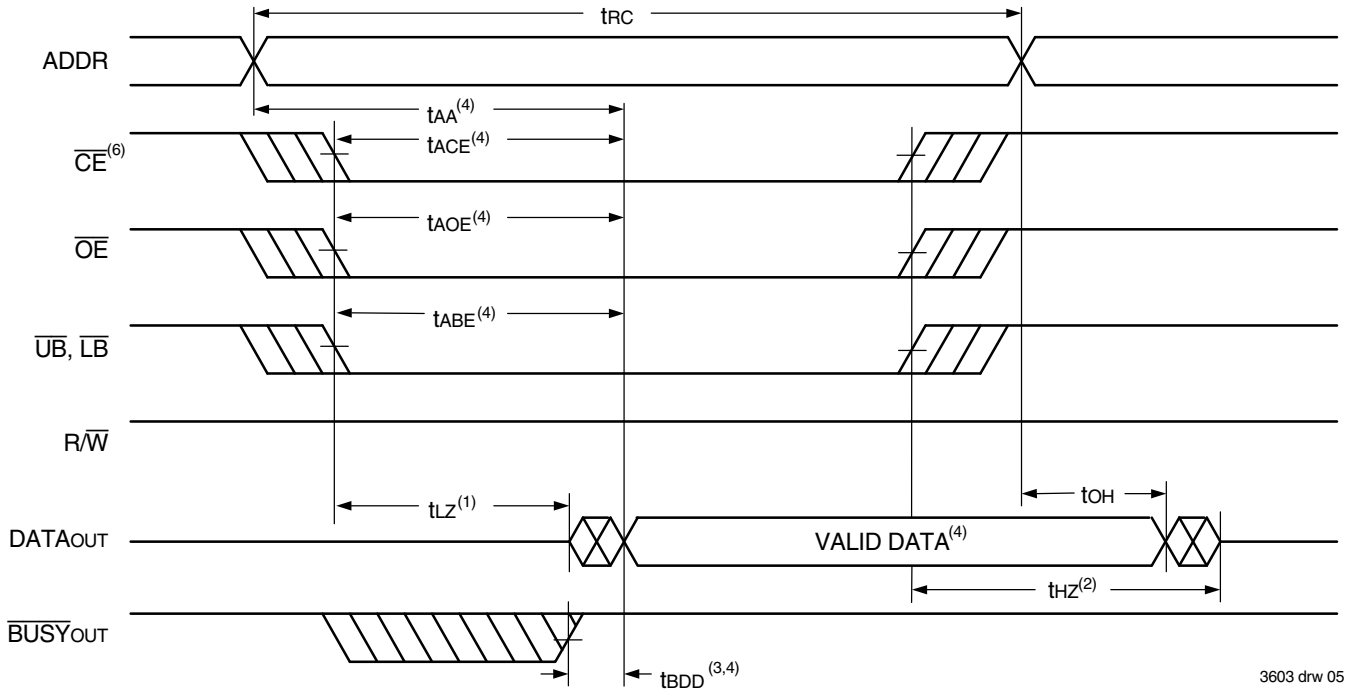 tRC
ADDR
tAA(4)
CE(6)
tACE(4)
OE
tAOE(4)
UB, LB
tABE(4)
R/W
tLZ(1)
tOH
DATAOUT
VALID DATA(4)
tHZ(2)
BUSYOUT
tBDD(3,4)
3603 drw 05